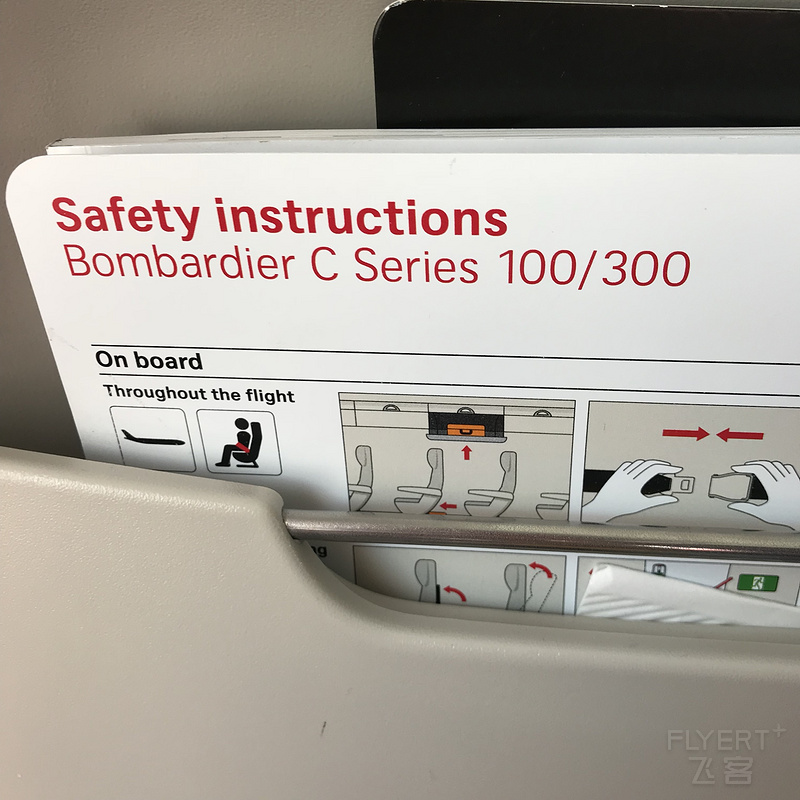 Safety instructions
Bombardier C Series 100/300
On board
Throughout the flight
FLYERT+
飞客